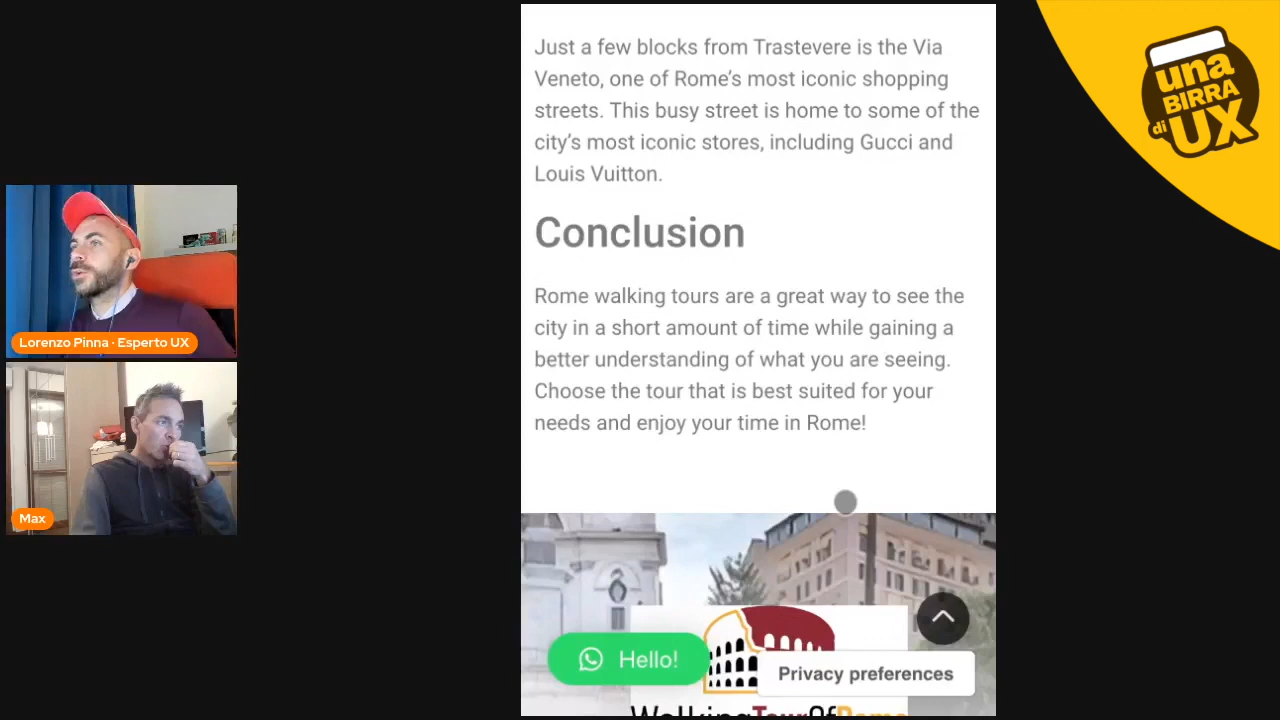 Just a few blocks from Trastevere is the Via
Veneto, one of Rome's most iconic shopping
streets. This busy street is home to some of the
city's most iconic stores, including Gucci and
Louis Vuitton.
Conclusion
Rome walking tours are a great way to see the
city in a short amount of time while gaining a
better understanding of what you are seeing.
Choose the tour that is best suited for your
needs and enjoy your time in Rome!
Hello!
Privacy preferences
WalkingTourOfRome
Lorenzo Pinna · Esperto UX
Max
una
BIRRA
di UX